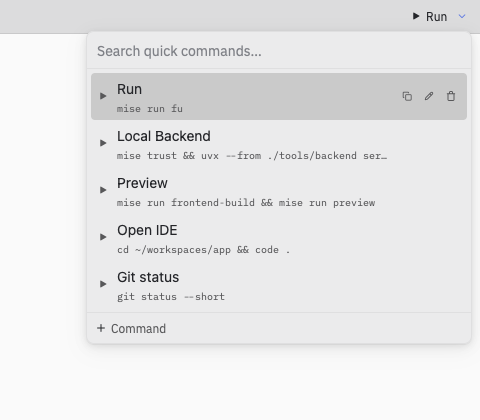 Run
Search quick commands...
Run
mise run fu
Local Backend
mise trust && uvx --from ./tools/backend ser…
Preview
mise run frontend-build && mise run preview
Open IDE
cd ~/workspaces/app && code .
Git status
git status --short
+ Command